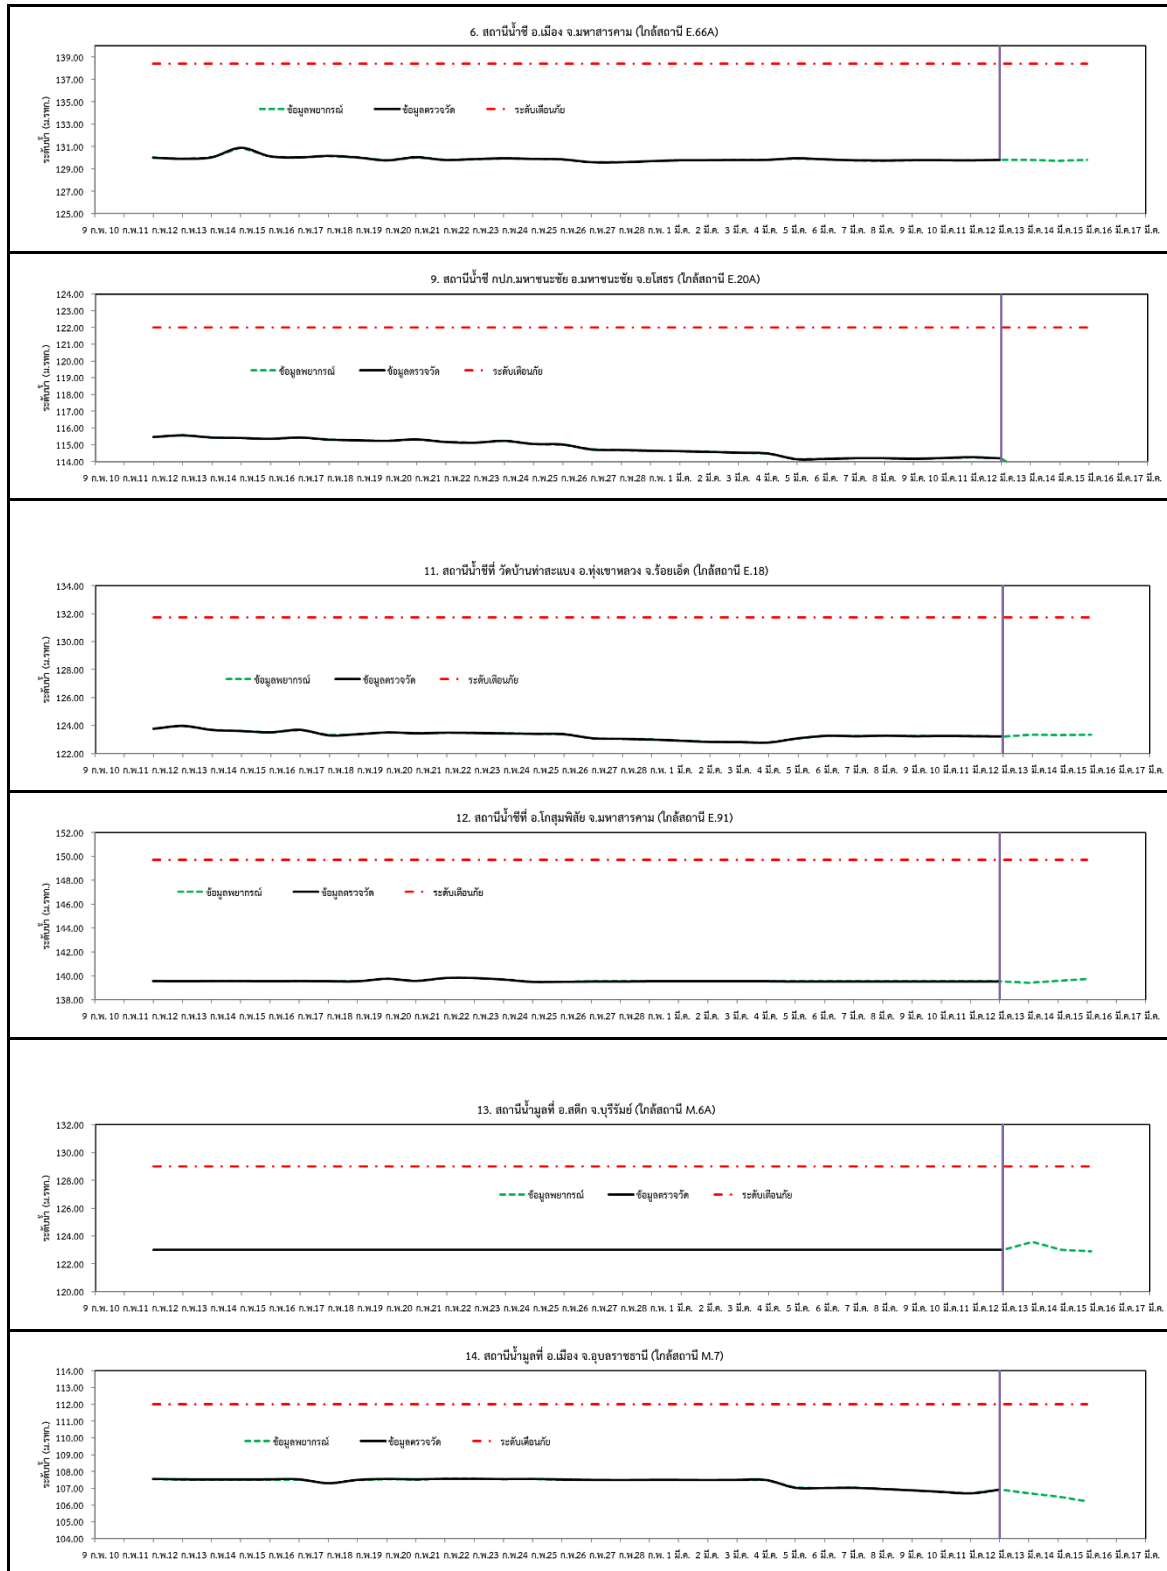 6. สถานีน้ำชี อ.เมือง จ.มหาสารคาม (ใกล้สถานี E.66A)
ระดับน้ำ (ม.รทก.)
139.00
137.00
135.00
133.00
131.00
129.00
127.00
125.00
ข้อมูลพยากรณ์ ข้อมูลตรวจวัด ระดับเตือนภัย
9 ก.พ. 10 ก.พ.11 ก.พ.12 ก.พ.13 ก.พ.14 ก.พ.15 ก.พ.16 ก.พ.17 ก.พ.18 ก.พ.19 ก.พ.20 ก.พ.21 ก.พ.22 ก.พ.23 ก.พ.24 ก.พ.25 ก.พ.26 ก.พ.27 ก.พ.28 ก.พ. 1 มี.ค. 2 มี.ค. 3 มี.ค. 4 มี.ค. 5 มี.ค. 6 มี.ค. 7 มี.ค. 8 มี.ค. 9 มี.ค. 10 มี.ค.11 มี.ค.12 มี.ค.13 มี.ค.14 มี.ค.15 มี.ค.16 มี.ค.17 มี.ค.
9. สถานีน้ำชี กปภ.มหาชนะชัย อ.มหาชนะชัย จ.ยโสธร (ใกล้สถานี E.20A)
ระดับน้ำ (ม.รทก.)
124.00
123.00
122.00
121.00
120.00
119.00
118.00
117.00
116.00
115.00
114.00
ข้อมูลพยากรณ์ ข้อมูลตรวจวัด ระดับเตือนภัย
9 ก.พ. 10 ก.พ.11 ก.พ.12 ก.พ.13 ก.พ.14 ก.พ.15 ก.พ.16 ก.พ.17 ก.พ.18 ก.พ.19 ก.พ.20 ก.พ.21 ก.พ.22 ก.พ.23 ก.พ.24 ก.พ.25 ก.พ.26 ก.พ.27 ก.พ.28 ก.พ. 1 มี.ค. 2 มี.ค. 3 มี.ค. 4 มี.ค. 5 มี.ค. 6 มี.ค. 7 มี.ค. 8 มี.ค. 9 มี.ค. 10 มี.ค.11 มี.ค.12 มี.ค.13 มี.ค.14 มี.ค.15 มี.ค.16 มี.ค.17 มี.ค.
11. สถานีน้ำชีที่ วัดบ้านท่าสะแบง อ.ทุ่งเขาหลวง จ.ร้อยเอ็ด (ใกล้สถานี E.18)
ระดับน้ำ (ม.รทก.)
134.00
132.00
130.00
128.00
126.00
124.00
122.00
ข้อมูลพยากรณ์ ข้อมูลตรวจวัด ระดับเตือนภัย
9 ก.พ. 10 ก.พ.11 ก.พ.12 ก.พ.13 ก.พ.14 ก.พ.15 ก.พ.16 ก.พ.17 ก.พ.18 ก.พ.19 ก.พ.20 ก.พ.21 ก.พ.22 ก.พ.23 ก.พ.24 ก.พ.25 ก.พ.26 ก.พ.27 ก.พ.28 ก.พ. 1 มี.ค. 2 มี.ค. 3 มี.ค. 4 มี.ค. 5 มี.ค. 6 มี.ค. 7 มี.ค. 8 มี.ค. 9 มี.ค. 10 มี.ค.11 มี.ค.12 มี.ค.13 มี.ค.14 มี.ค.15 มี.ค.16 มี.ค.17 มี.ค.
12. สถานีน้ำชีที่ อ.โกสุมพิสัย จ.มหาสารคาม (ใกล้สถานี E.91)
ระดับน้ำ (ม.รทก.)
152.00
150.00
148.00
146.00
144.00
142.00
140.00
138.00
ข้อมูลพยากรณ์ ข้อมูลตรวจวัด ระดับเตือนภัย
9 ก.พ. 10 ก.พ.11 ก.พ.12 ก.พ.13 ก.พ.14 ก.พ.15 ก.พ.16 ก.พ.17 ก.พ.18 ก.พ.19 ก.พ.20 ก.พ.21 ก.พ.22 ก.พ.23 ก.พ.24 ก.พ.25 ก.พ.26 ก.พ.27 ก.พ.28 ก.พ. 1 มี.ค. 2 มี.ค. 3 มี.ค. 4 มี.ค. 5 มี.ค. 6 มี.ค. 7 มี.ค. 8 มี.ค. 9 มี.ค. 10 มี.ค.11 มี.ค.12 มี.ค.13 มี.ค.14 มี.ค.15 มี.ค.16 มี.ค.17 มี.ค.
13. สถานีน้ำมูลที่ อ.สตึก จ.บุรีรัมย์ (ใกล้สถานี M.6A)
ระดับน้ำ (ม.รทก.)
132.00
130.00
128.00
126.00
124.00
122.00
120.00
ข้อมูลพยากรณ์ ข้อมูลตรวจวัด ระดับเตือนภัย
9 ก.พ. 10 ก.พ.11 ก.พ.12 ก.พ.13 ก.พ.14 ก.พ.15 ก.พ.16 ก.พ.17 ก.พ.18 ก.พ.19 ก.พ.20 ก.พ.21 ก.พ.22 ก.พ.23 ก.พ.24 ก.พ.25 ก.พ.26 ก.พ.27 ก.พ.28 ก.พ. 1 มี.ค. 2 มี.ค. 3 มี.ค. 4 มี.ค. 5 มี.ค. 6 มี.ค. 7 มี.ค. 8 มี.ค. 9 มี.ค. 10 มี.ค.11 มี.ค.12 มี.ค.13 มี.ค.14 มี.ค.15 มี.ค.16 มี.ค.17 มี.ค.
14. สถานีน้ำมูลที่ อ.เมือง จ.อุบลราชธานี (ใกล้สถานี M.7)
ระดับน้ำ (ม.รทก.)
114.00
113.00
112.00
111.00
110.00
109.00
108.00
107.00
106.00
105.00
104.00
ข้อมูลพยากรณ์ ข้อมูลตรวจวัด ระดับเตือนภัย
9 ก.พ. 10 ก.พ.11 ก.พ.12 ก.พ.13 ก.พ.14 ก.พ.15 ก.พ.16 ก.พ.17 ก.พ.18 ก.พ.19 ก.พ.20 ก.พ.21 ก.พ.22 ก.พ.23 ก.พ.24 ก.พ.25 ก.พ.26 ก.พ.27 ก.พ.28 ก.พ. 1 มี.ค. 2 มี.ค. 3 มี.ค. 4 มี.ค. 5 มี.ค. 6 มี.ค. 7 มี.ค. 8 มี.ค. 9 มี.ค. 10 มี.ค.11 มี.ค.12 มี.ค.13 มี.ค.14 มี.ค.15 มี.ค.16 มี.ค.17 มี.ค.